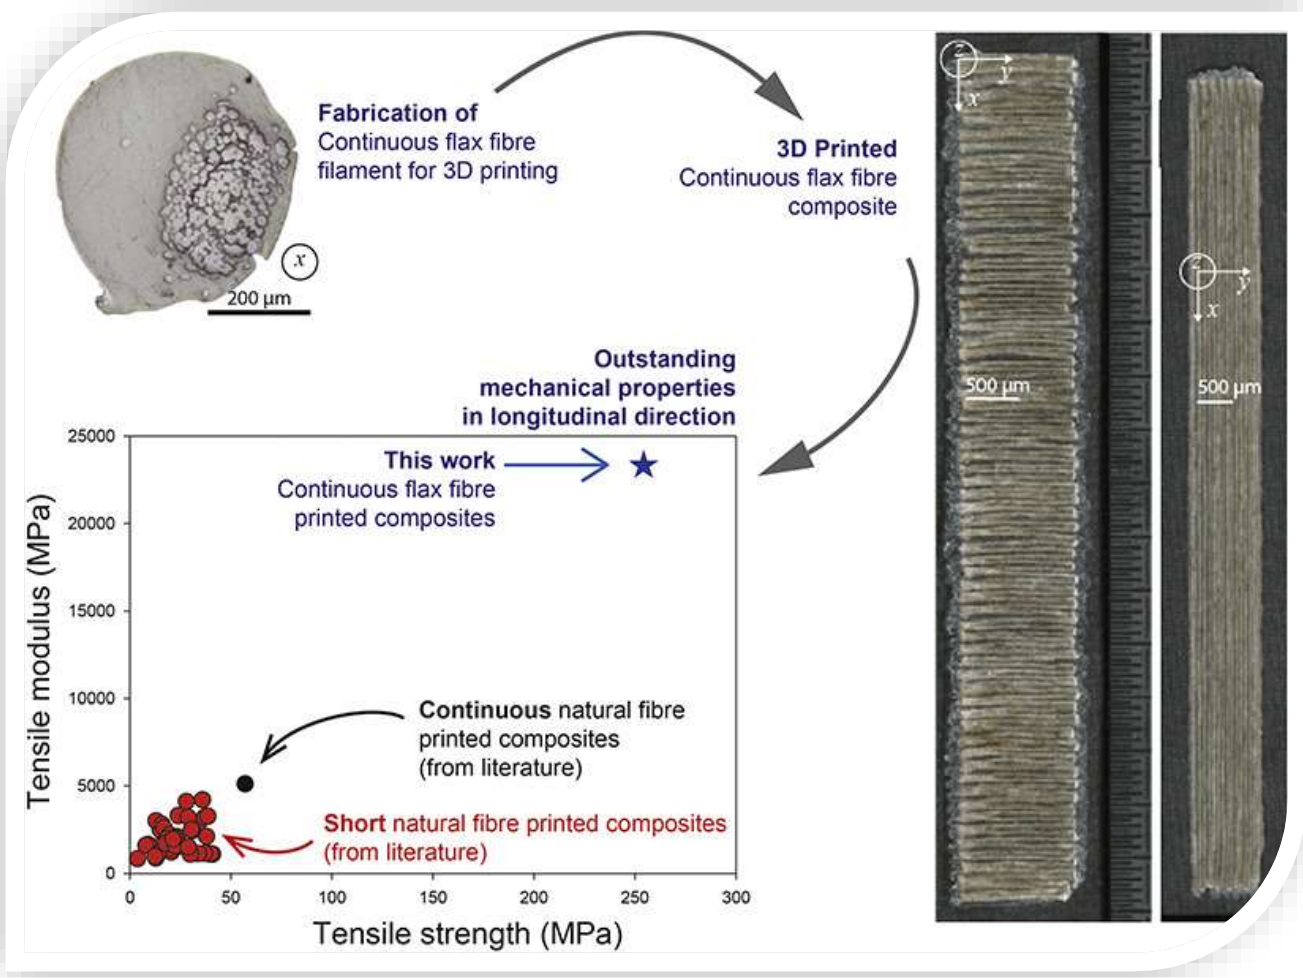 Fabrication of
Continuous flax fibre
filament for 3D printing
x
200 µm
3D Printed
Continuous flax fibre
composite
z
y
x
500 µm
z
y
x
500 µm
Outstanding
mechanical properties
in longitudinal direction
This work
Continuous flax fibre
printed composites
Continuous natural fibre
printed composites
(from literature)
Short natural fibre printed composites
(from literature)
Tensile modulus (MPa)
25000
20000
15000
10000
5000
0
0 50 100 150 200 250 300
Tensile strength (MPa)